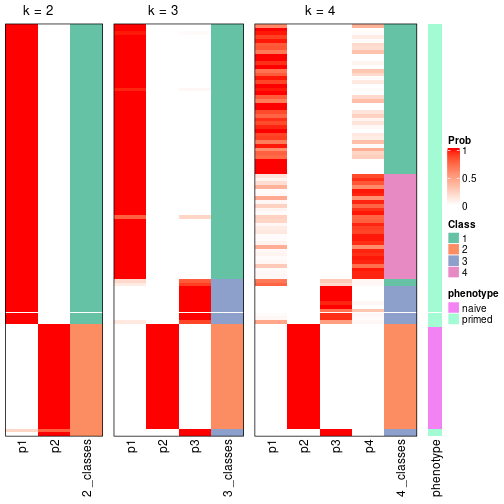 k = 2
k = 3
k = 4
Prob
1
0.5
0
Class
1
2
3
4
phenotype
naive
primed
p1
p2
2_classes
p1
p2
p3
3_classes
p1
p2
p3
p4
4_classes
phenotype